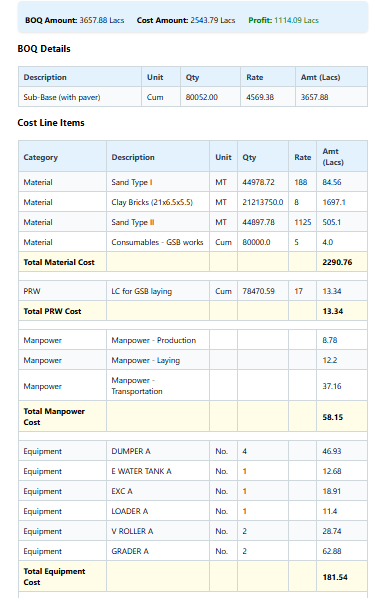 BOQ Amount: 3657.88 Lacs Cost Amount: 2543.79 Lacs Profit: 1114.09 Lacs
BOQ Details
Description Unit Qty Rate Amt (Lacs)
Sub-Base (with paver) Cum 80052.00 4569.38 3657.88
Cost Line Items
Category Description Unit Qty Rate Amt (Lacs)
Material Sand Type I MT 44978.72 188 84.56
Material Clay Bricks (21x6.5x5.5) MT 21213750.0 8 1697.1
Material Sand Type II MT 44897.78 1125 505.1
Material Consumables - GSB works Cum 80000.0 5 4.0
Total Material Cost 2290.76
PRW LC for GSB laying Cum 78470.59 17 13.34
Total PRW Cost 13.34
Manpower Manpower - Production 8.78
Manpower Manpower - Laying 12.2
Manpower Manpower - Transportation 37.16
Total Manpower Cost 58.15
Equipment DUMPER A No. 4 46.93
Equipment E WATER TANK A No. 1 12.68
Equipment EXC A No. 1 18.91
Equipment LOADER A No. 1 11.4
Equipment V ROLLER A No. 2 28.74
Equipment GRADER A No. 2 62.88
Total Equipment Cost 181.54